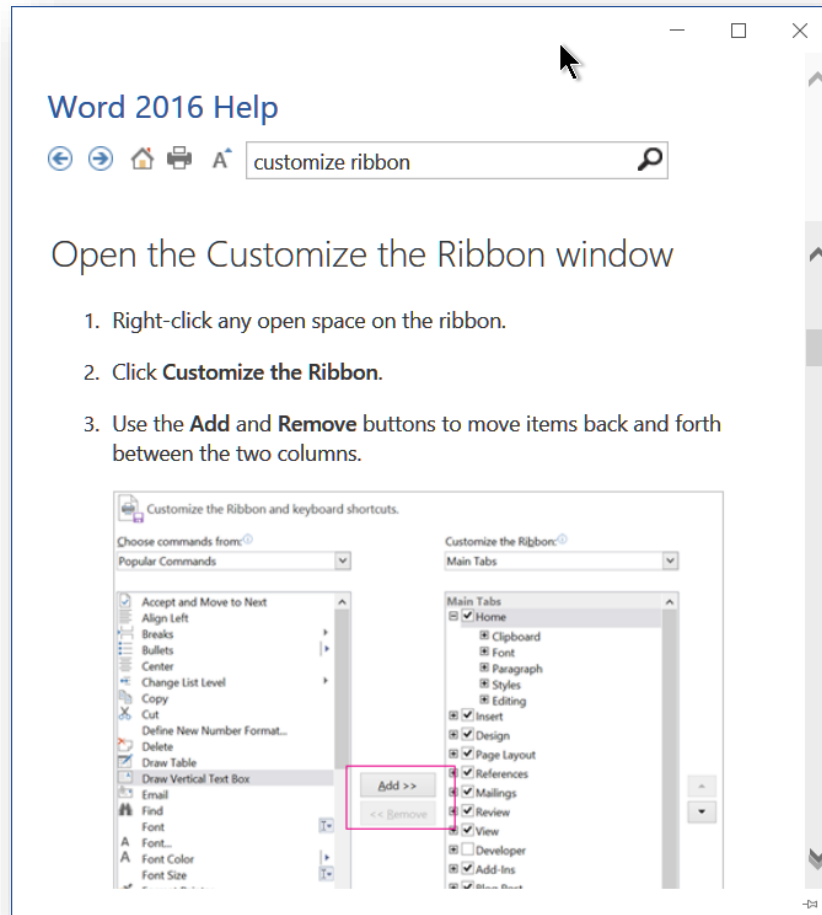 Word 2016 Help
customize ribbon
Open the Customize the Ribbon window
1. Right-click any open space on the ribbon.
2. Click Customize the Ribbon.
3. Use the Add and Remove buttons to move items back and forth
between the two columns.
Customize the Ribbon and keyboard shortcuts.
Choose commands from:
Popular Commands
Accept and Move to Next
Align Left
Breaks
Bullets
Center
Change List Level
Copy
Cut
Define New Number Format...
Delete
Draw Table
Draw Vertical Text Box
Email
Find
Font
Font...
Font Color
Font Size
Add >>
<< Remove
Customize the Ribbon:
Main Tabs
Main Tabs
Home
Clipboard
Font
Paragraph
Styles
Editing
Insert
Design
Page Layout
References
Mailings
Review
View
Developer
Add-Ins
Blog Post